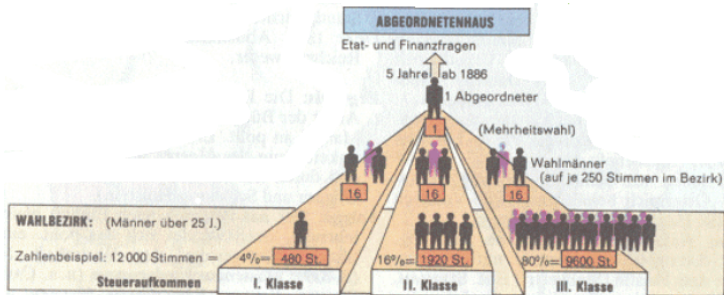 ABGEORDNETENHAUS
Etat- und Finanzfragen
5 Jahre ab 1886
1 Abgeordneter
1
(Mehrheitswahl)
Wahlmänner
(auf je 250 Stimmen im Bezirk)
16 16 16
WAHLBEZIRK: (Männer über 25 J.)
Zahlenbeispiel: 12 000 Stimmen = 4%= 480 St. 16%= 1920 St. 80%= 9600 St.
Steueraufkommen I. Klasse II. Klasse III. Klasse